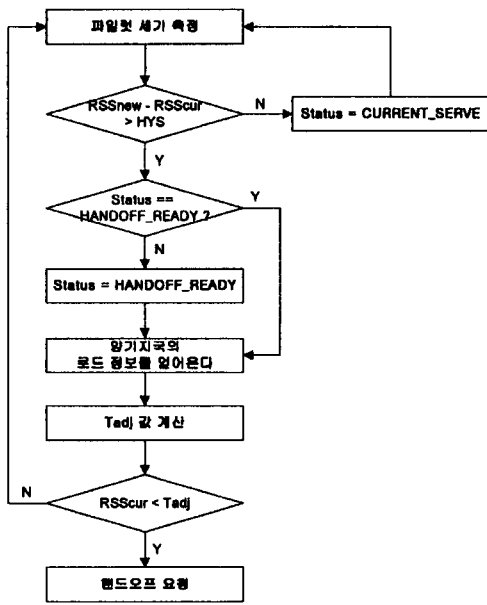 파일럿 세기 측정
RSSnew - RSScur
> HYS
N
Status = CURRENT_SERVE
Y
Status ==
HANDOFF_READY ?
Y
N
Status = HANDOFF_READY
양기지국의
로드 정보를 얻어온다
Tadj 값 계산
N
RSScur < Tadj
Y
핸드오프 요청